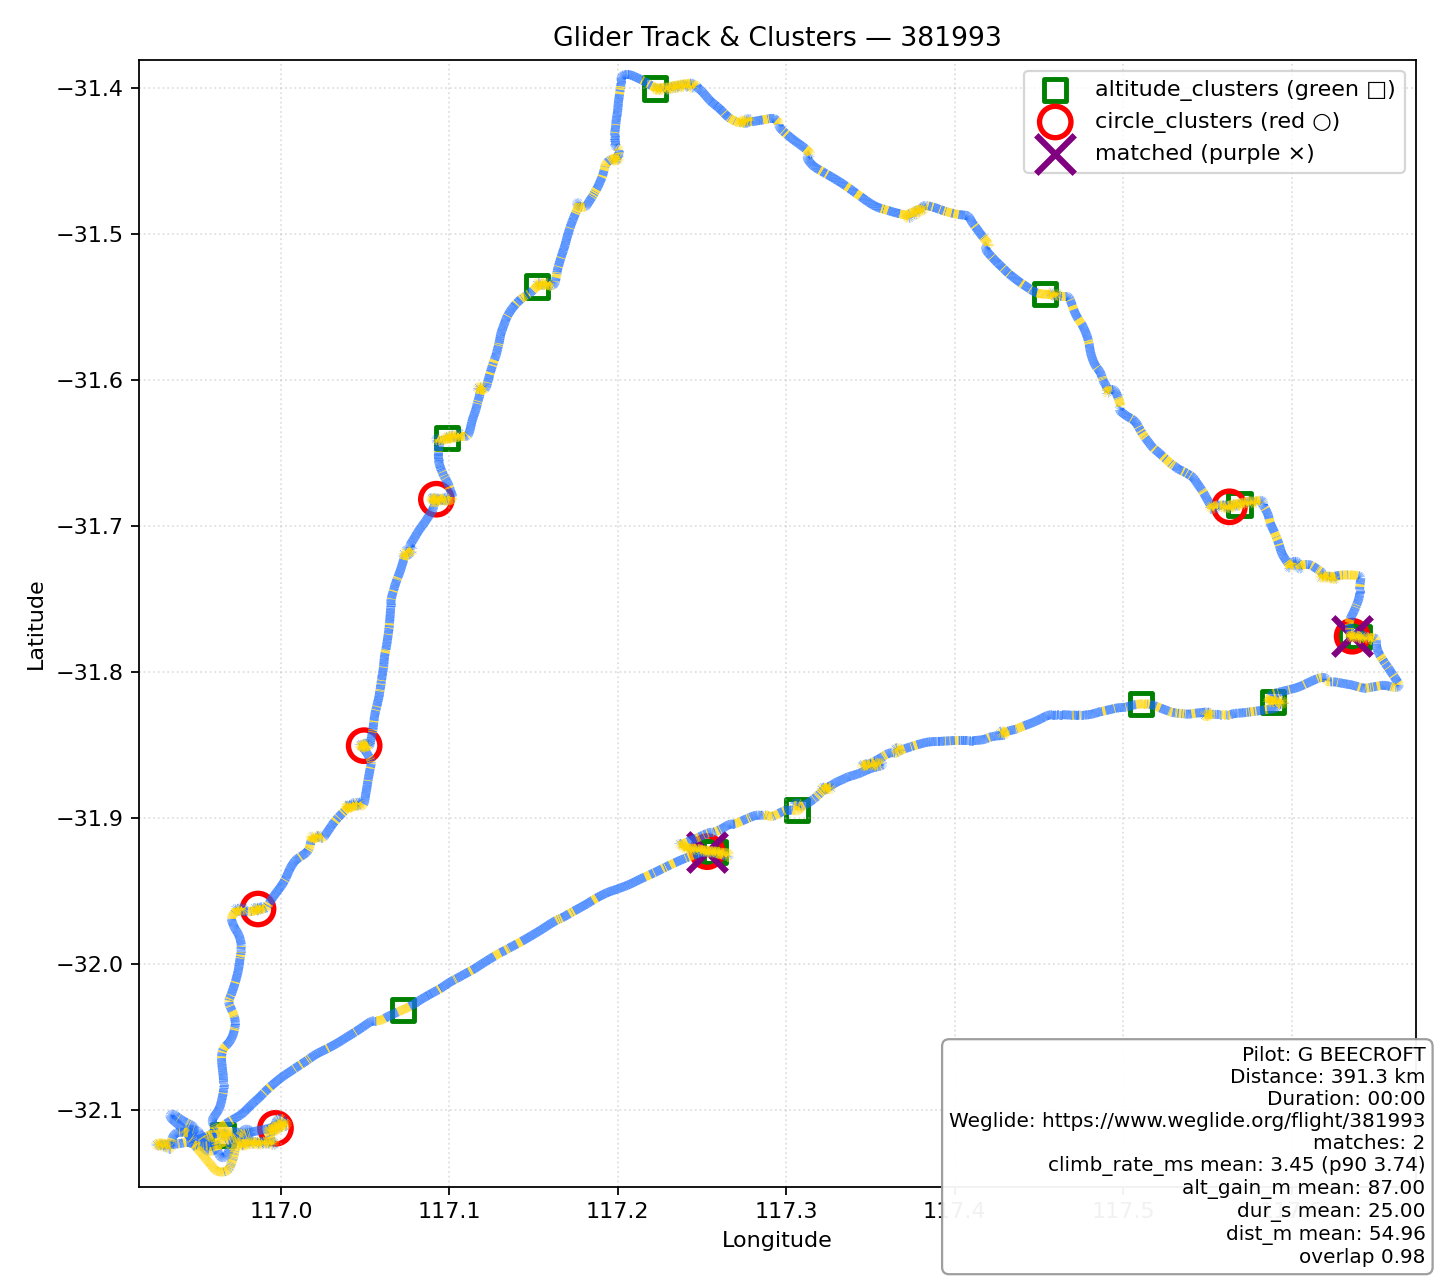 Glider Track & Clusters — 381993
altitude_clusters (green □)
circle_clusters (red ○)
matched (purple ×)
Latitude
−31.4
−31.5
−31.6
−31.7
−31.8
−31.9
−32.0
−32.1
117.0
117.1
117.2
117.3
117.4
117.5
Longitude
Pilot: G BEECROFT
Distance: 391.3 km
Duration: 00:00
Weglide: https://www.weglide.org/flight/381993
matches: 2
climb_rate_ms mean: 3.45 (p90 3.74)
alt_gain_m mean: 87.00
dur_s mean: 25.00
dist_m mean: 54.96
overlap 0.98